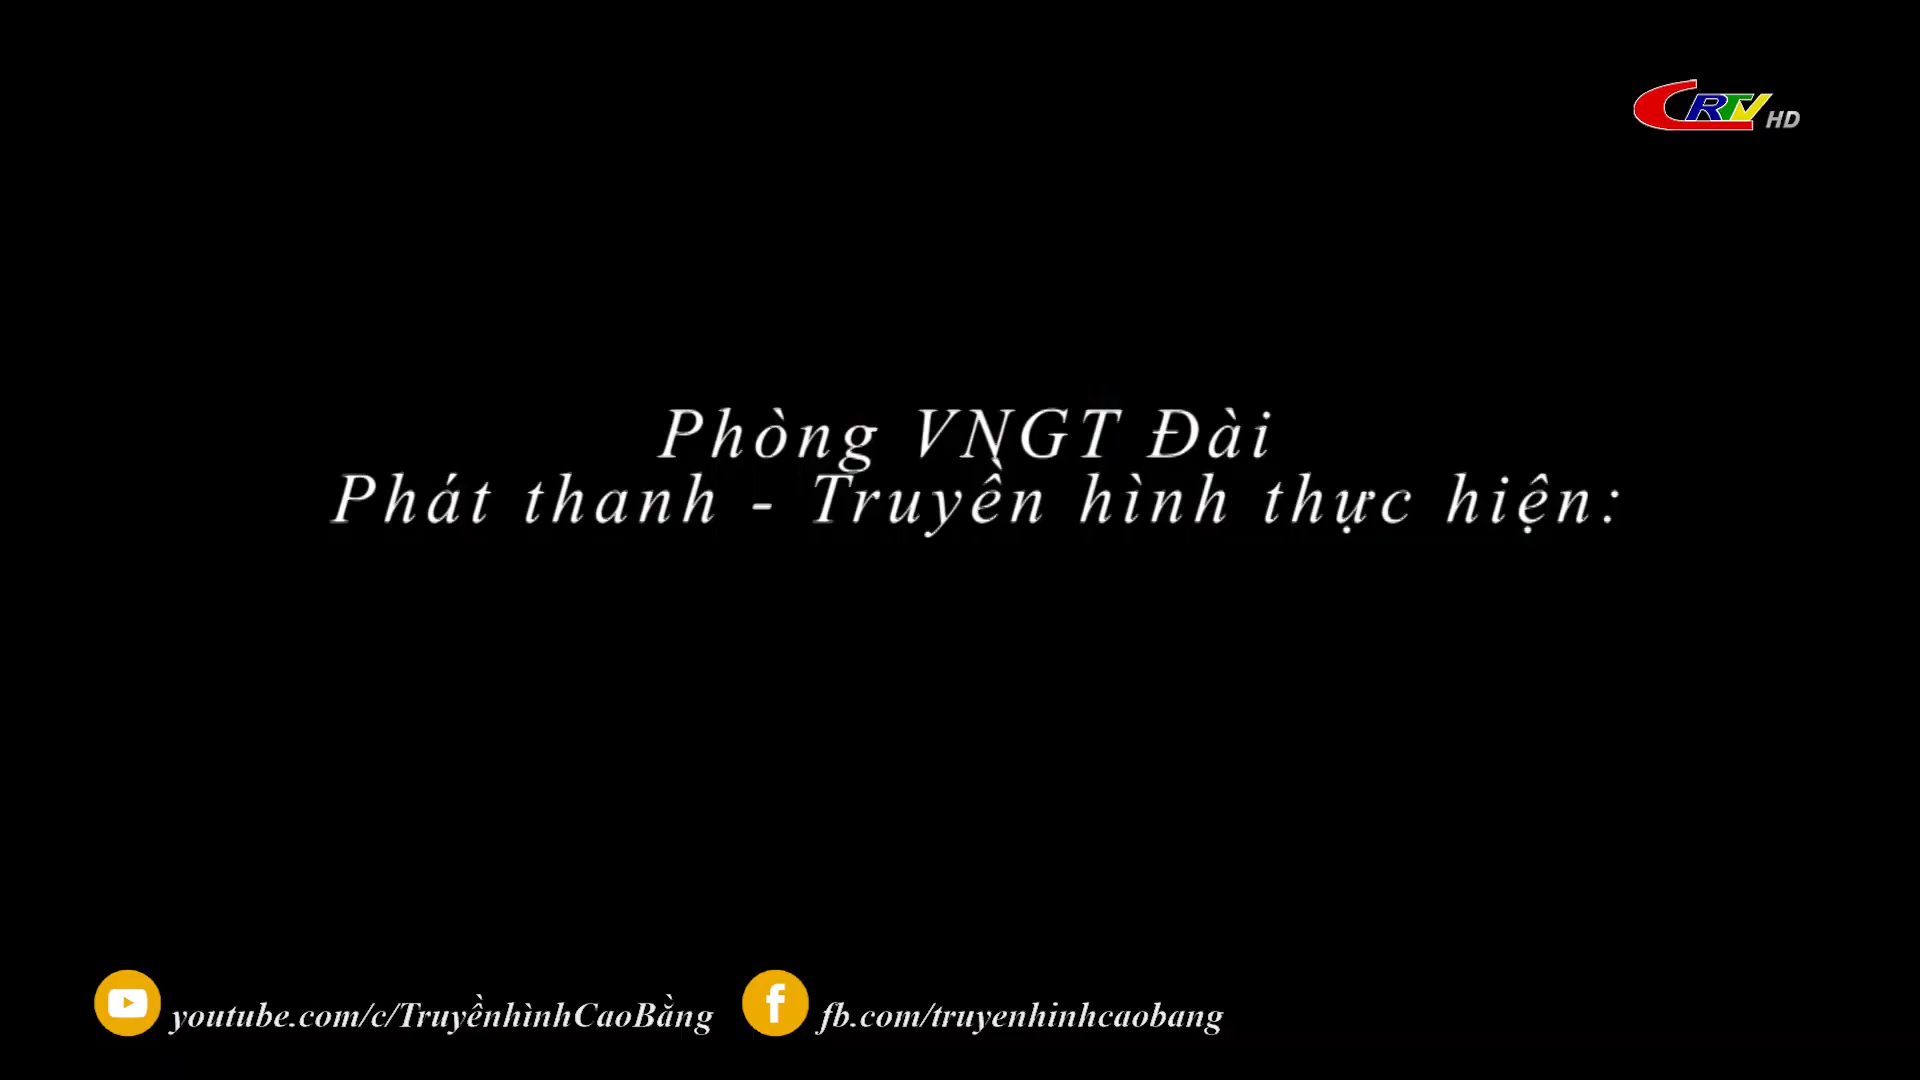 CRTV HD
Phòng VNGT Đài
Phát thanh - Truyền hình thực hiện:
youtube.com/c/TruyềnhìnhCaoBằng
fb.com/truyenhinhcaobang